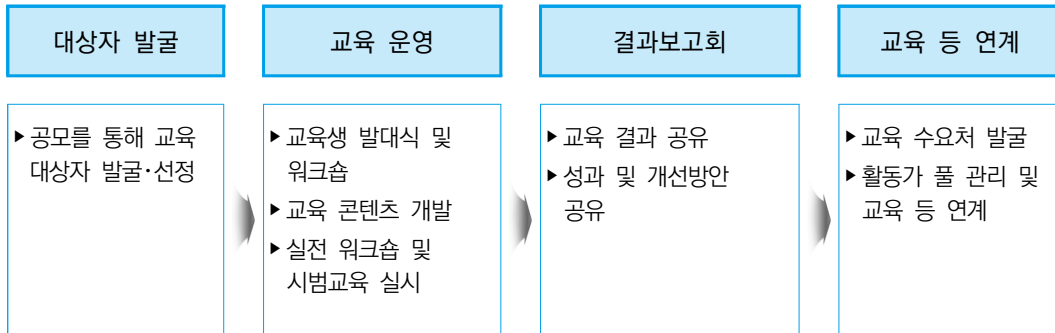 대상자 발굴
▶ 공모를 통해 교육
대상자 발굴·선정
교육 운영
▶ 교육생 발대식 및
워크숍
▶ 교육 콘텐츠 개발
▶ 실전 워크숍 및
시범교육 실시
결과보고회
▶ 교육 결과 공유
▶ 성과 및 개선방안
공유
교육 등 연계
▶ 교육 수요처 발굴
▶ 활동가 풀 관리 및
교육 등 연계